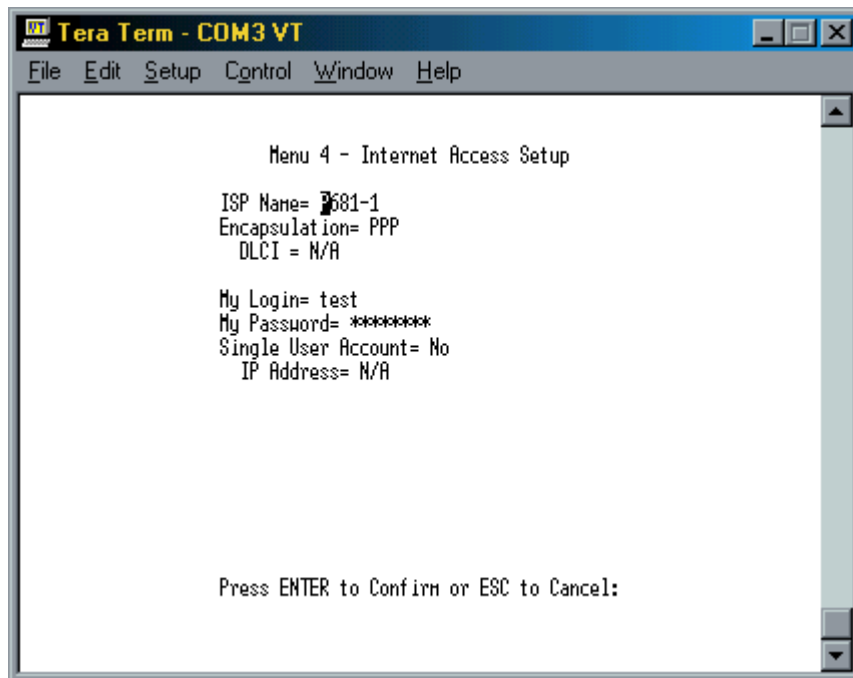 Tera Term - COM3 VT
File Edit Setup Control Window Help
Menu 4 - Internet Access Setup
ISP Name= P681-1
Encapsulation= PPP
DLCI = N/A
My Login= test
My Password= ********
Single User Account= No
IP Address= N/A
Press ENTER to Confirm or ESC to Cancel: